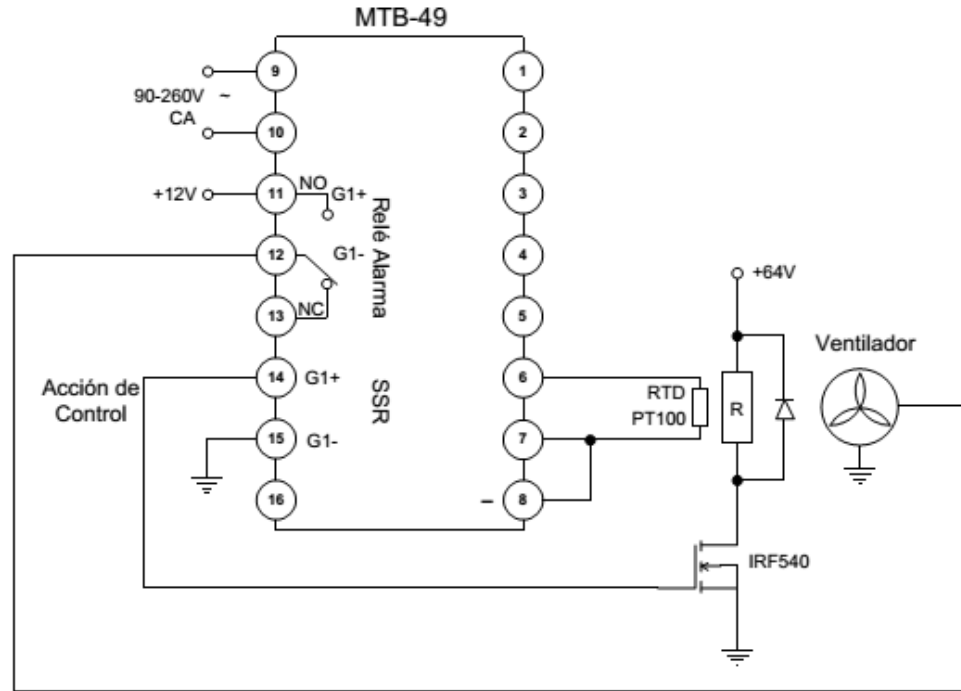 MTB-49
9
1
90-260V ~
CA
10
2
+12V
11
NO
G1+
3
Relé Alarma
12
G1-
4
+64V
13
NC
5
Ventilador
Acción de
Control
14
G1+
SSR
6
RTD
PT100
R
15
G1-
7
16
–
8
IRF540